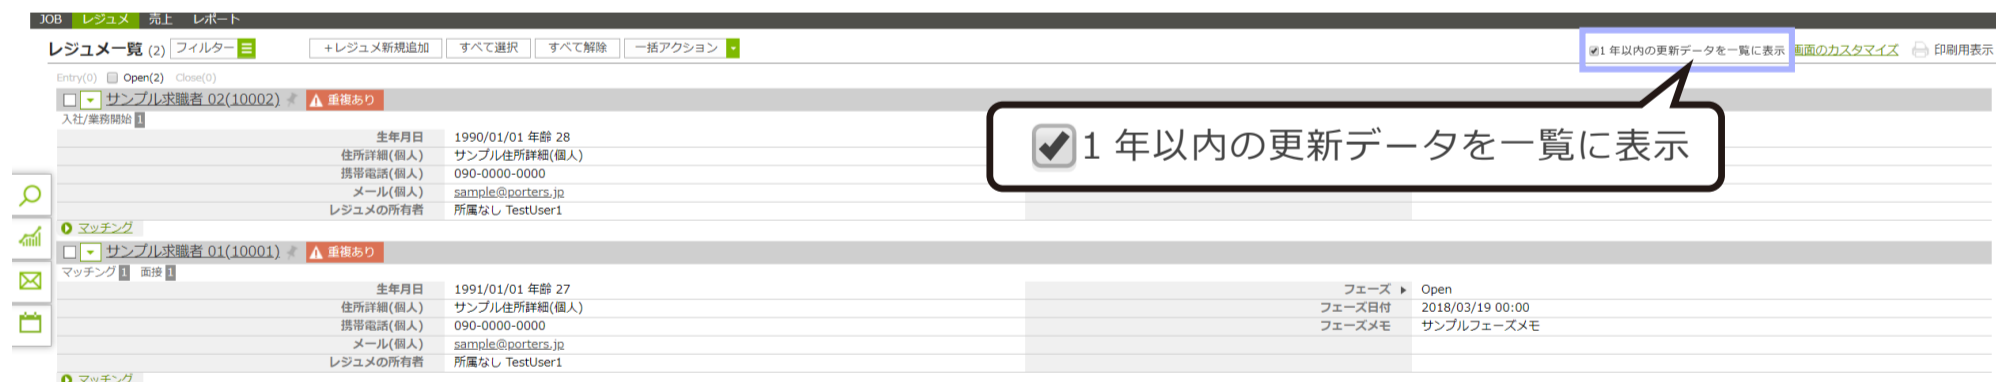 JOB レジュメ 売上 レポート
レジュメ一覧 (2) フィルター +レジュメ新規追加 すべて選択 すべて解除 一括アクション 1 年以内の更新データを一覧に表示 画面のカスタマイズ 印刷用表示
Entry(0) Open(2) Close(0)
サンプル求職者 02(10002) 重複あり
入社/業務開始 1
1 年以内の更新データを一覧に表示
生年月日 1990/01/01 年齢 28
住所詳細(個人) サンプル住所詳細(個人)
携帯電話(個人) 090-0000-0000
メール(個人) sample@porters.jp
レジュメの所有者 所属なし TestUser1
マッチング
サンプル求職者 01(10001) 重複あり
マッチング 1 面接 1
生年月日 1991/01/01 年齢 27 フェーズ Open
住所詳細(個人) サンプル住所詳細(個人) フェーズ日付 2018/03/19 00:00
携帯電話(個人) 090-0000-0000 フェーズメモ サンプルフェーズメモ
メール(個人) sample@porters.jp
レジュメの所有者 所属なし TestUser1
マッチング